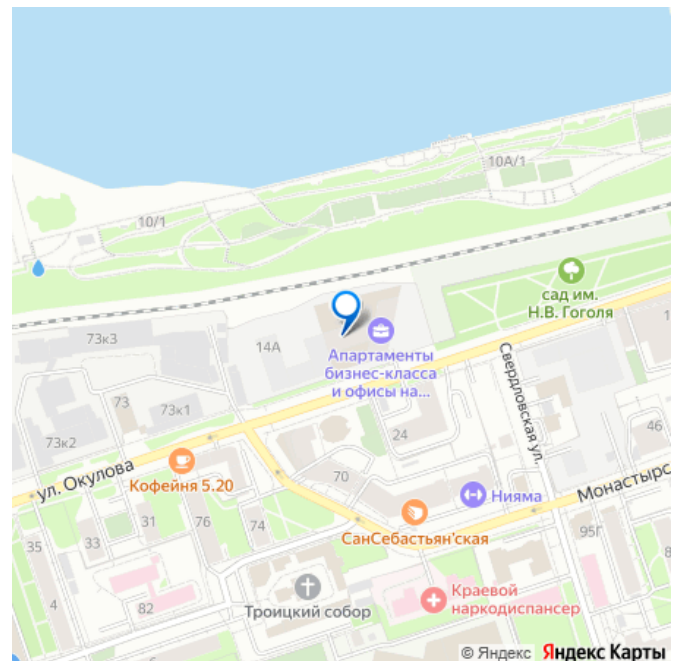 10А/1
10/1
сад им.
Н.В. Гоголя
73к3
14А
Апартаменты
бизнес-класса
и офисы на...
Свердловская ул.
73
73к1
73к2
24
46
ул. Окулова
Кофейня 5.20
70
Нияма
Монастырс
СанСебастьян'ская
31
76
74
95Г
35
33
4
82
Троицкий собор
Краевой
наркодиспансер
© Яндекс Яндекс Карты